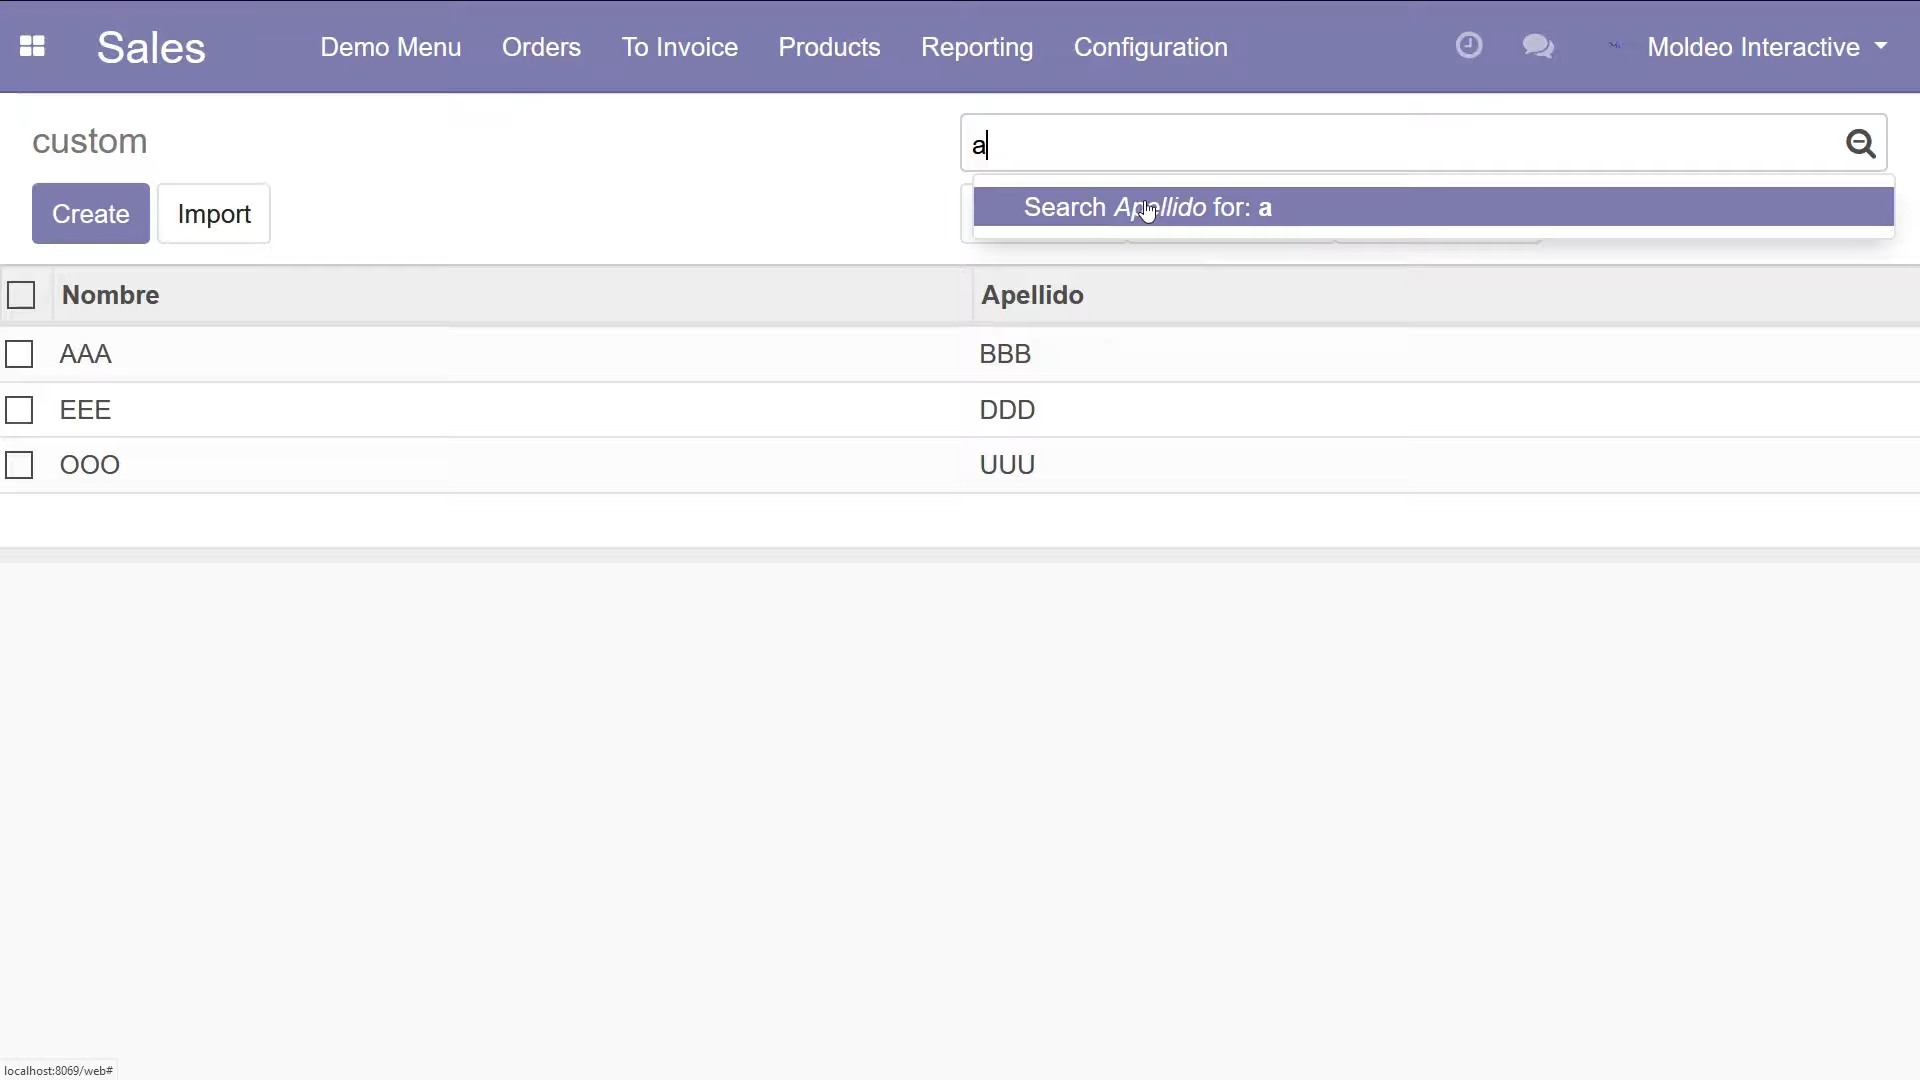 Sales Demo Menu Orders To Invoice Products Reporting Configuration Moldeo Interactive
custom
a
Create Import
Search Apellido for: a
Nombre Apellido
AAA BBB
EEE DDD
OOO UUU
localhost:8069/web#